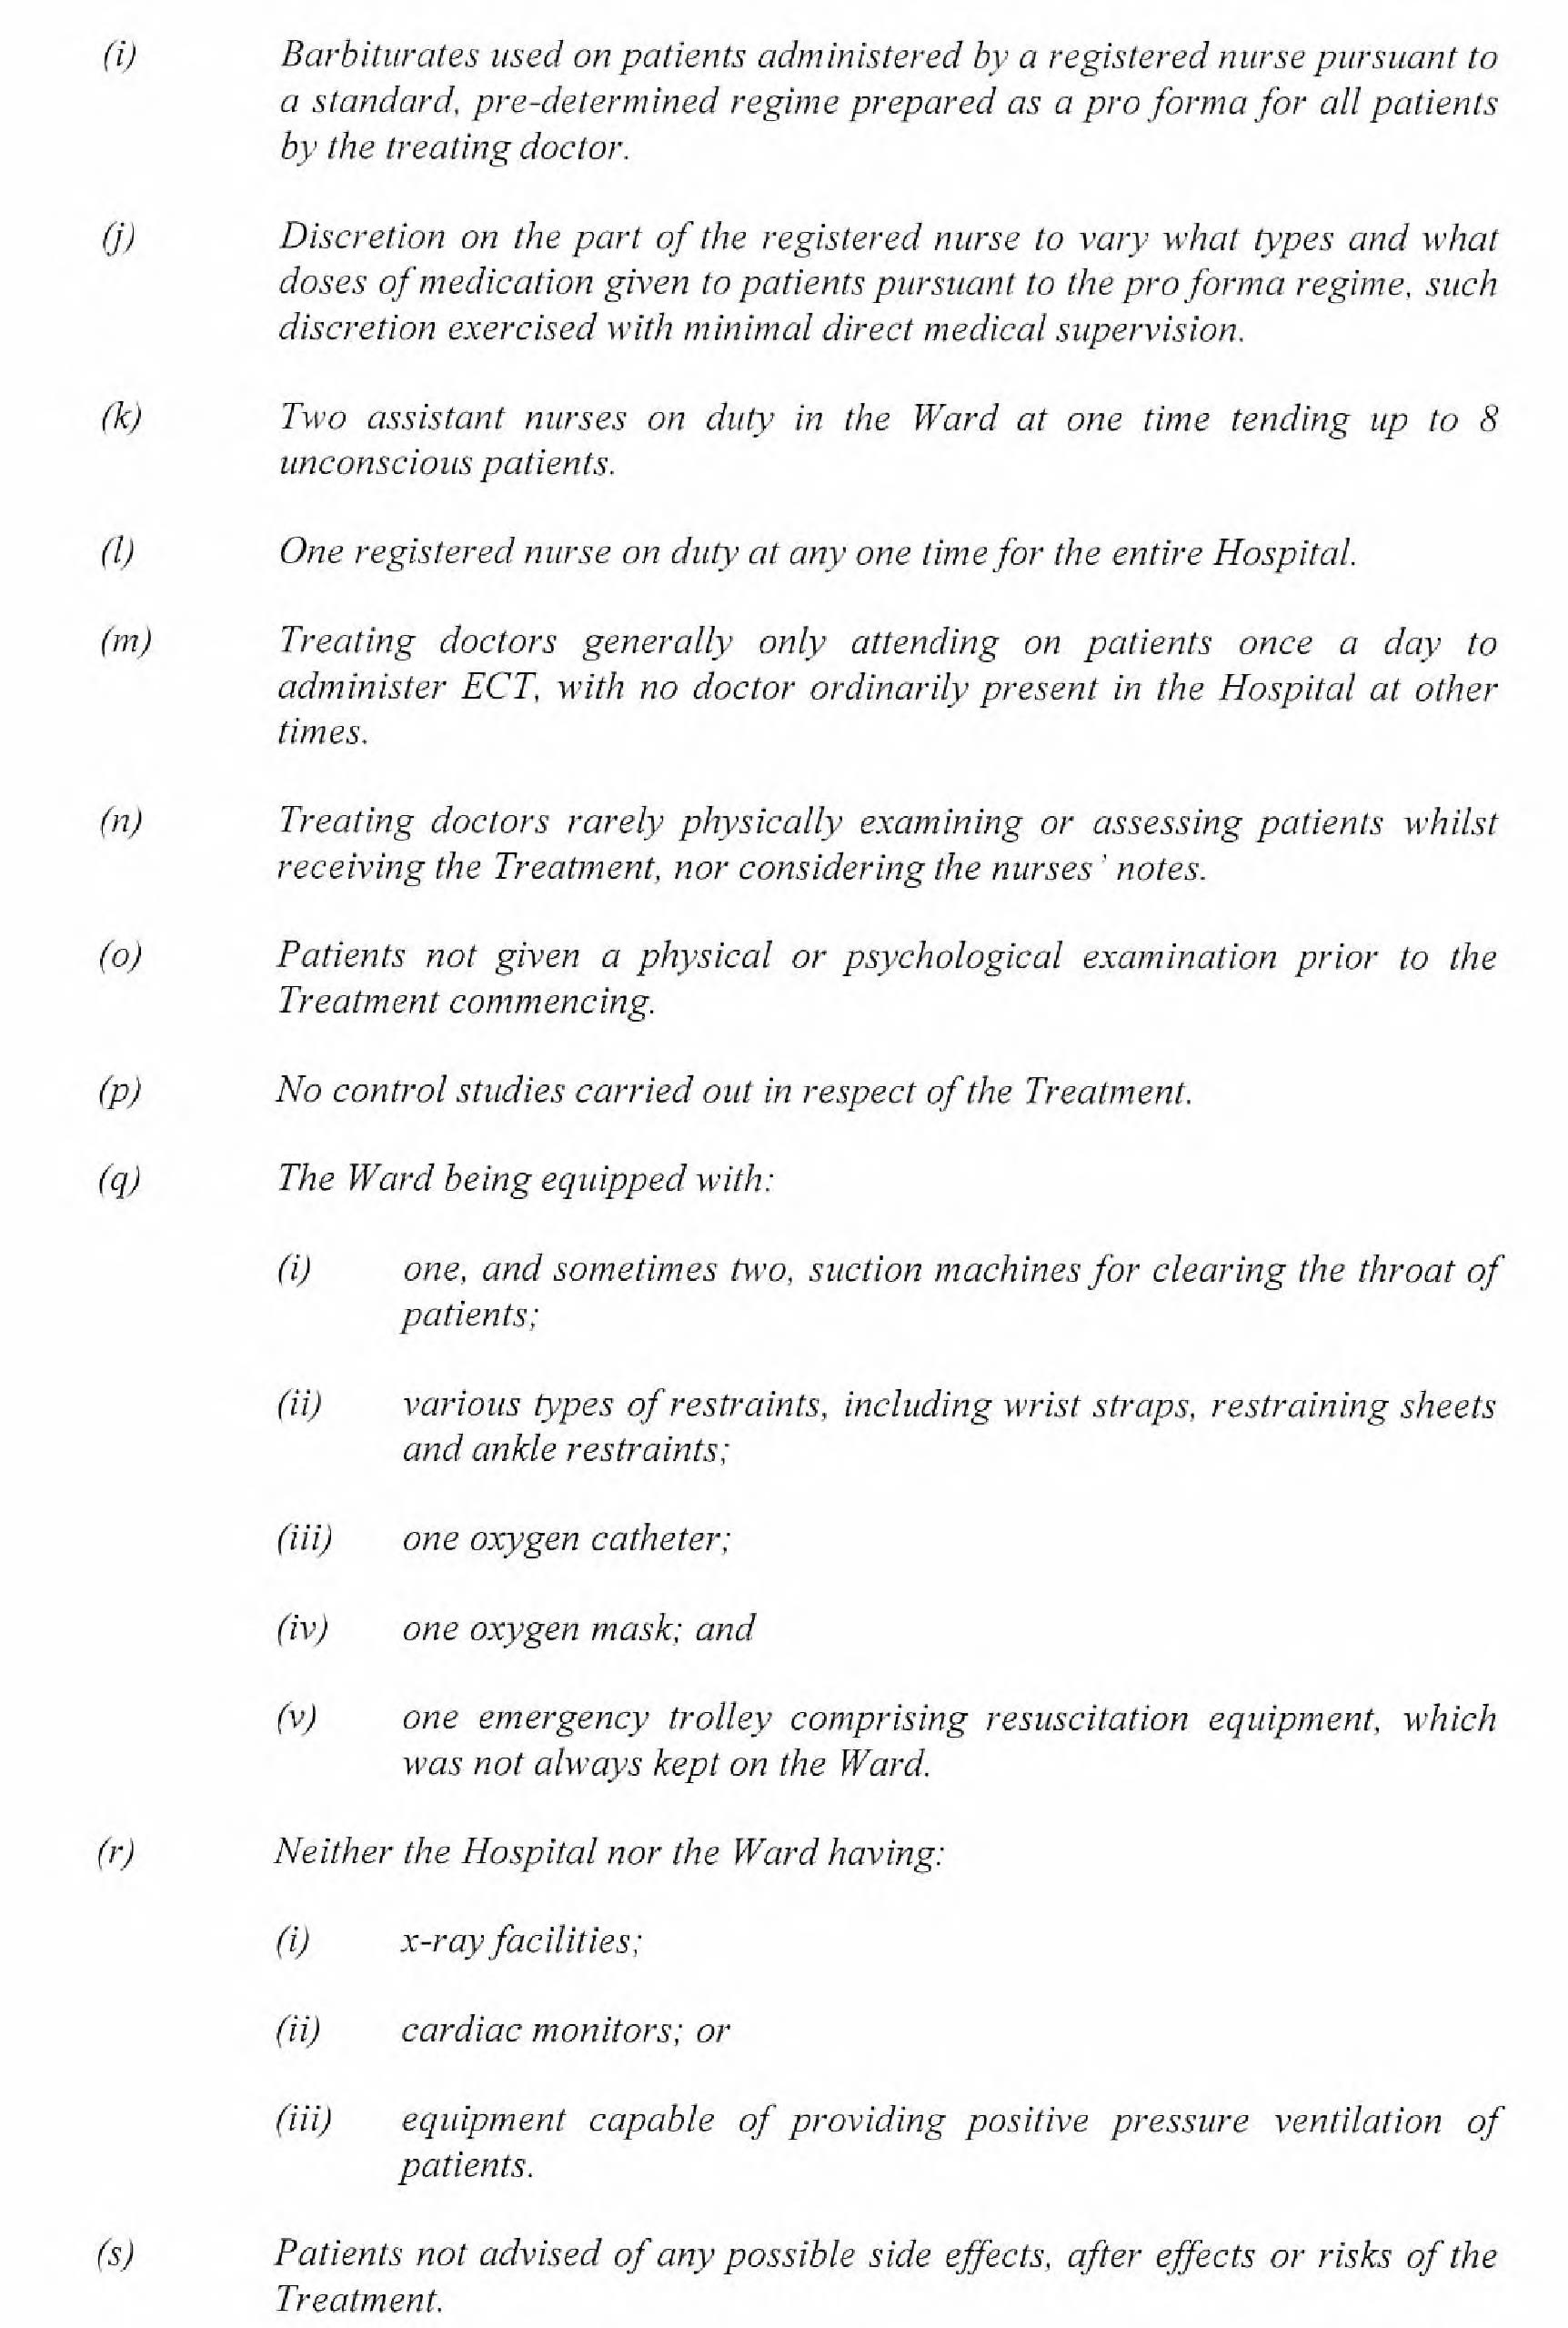 (i) Barbiturates used on patients administered by a registered nurse pursuant to
a standard, pre-determined regime prepared as a pro forma for all patients
by the treating doctor.
(j) Discretion on the part of the registered nurse to vary what types and what
doses of medication given to patients pursuant to the pro forma regime, such
discretion exercised with minimal direct medical supervision.
(k) Two assistant nurses on duty in the Ward at one time tending up to 8
unconscious patients.
(l) One registered nurse on duty at any one time for the entire Hospital.
(m) Treating doctors generally only attending on patients once a day to
administer ECT, with no doctor ordinarily present in the Hospital at other
times.
(n) Treating doctors rarely physically examining or assessing patients whilst
receiving the Treatment, nor considering the nurses' notes.
(o) Patients not given a physical or psychological examination prior to the
Treatment commencing.
(p) No control studies carried out in respect of the Treatment.
(q) The Ward being equipped with:
(i) one, and sometimes two, suction machines for clearing the throat of
patients;
(ii) various types of restraints, including wrist straps, restraining sheets
and ankle restraints;
(iii) one oxygen catheter;
(iv) one oxygen mask; and
(v) one emergency trolley comprising resuscitation equipment, which
was not always kept on the Ward.
(r) Neither the Hospital nor the Ward having:
(i) x-ray facilities;
(ii) cardiac monitors; or
(iii) equipment capable of providing positive pressure ventilation of
patients.
(s) Patients not advised of any possible side effects, after effects or risks of the
Treatment.